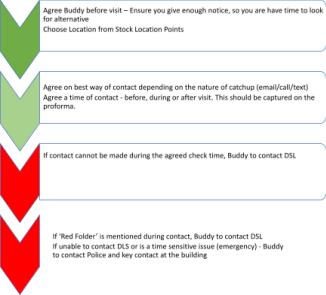 Agree Buddy before visit – Ensure you give enough notice, so you are have time to look
for alternative
Choose Location from Stock Location Points
Agree on best way of contact depending on the nature of catchup (email/call/text)
Agree a time of contact - before, during or after visit. This should be captured on the
proforma.
If contact cannot be made during the agreed check time, Buddy to contact DSL
If ‘Red Folder’ is mentioned during contact, Buddy to contact DSL
If unable to contact DLS or is a time sensitive issue (emergency) - Buddy
to contact Police and key contact at the building